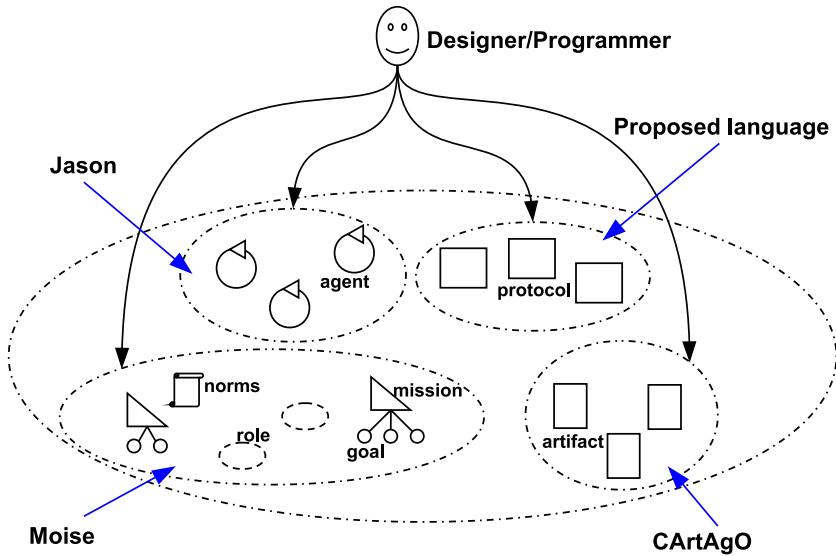 Designer/Programmer
Proposed language
Jason
agent
protocol
norms
mission
role
goal
artifact
Moise
CArtAgO